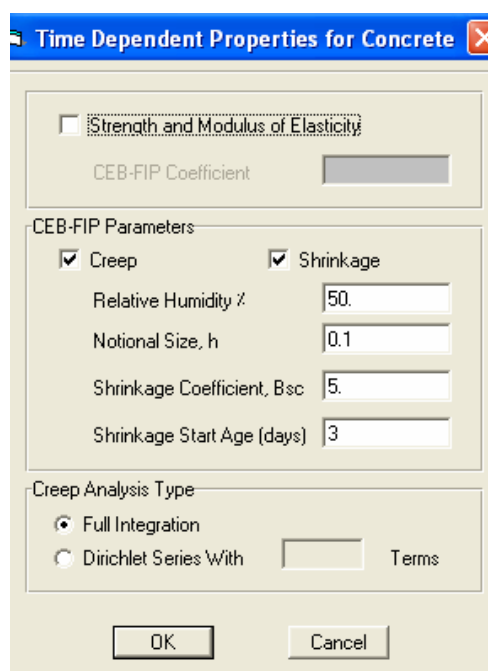 Time Dependent Properties for Concrete
Strength and Modulus of Elasticity
CEB-FIP Coefficient
CEB-FIP Parameters
Creep Shrinkage
Relative Humidity % 50.
Notional Size, h 0.1
Shrinkage Coefficient, Bsc 5.
Shrinkage Start Age (days) 3
Creep Analysis Type
Full Integration
Dirichlet Series With Terms
OK Cancel